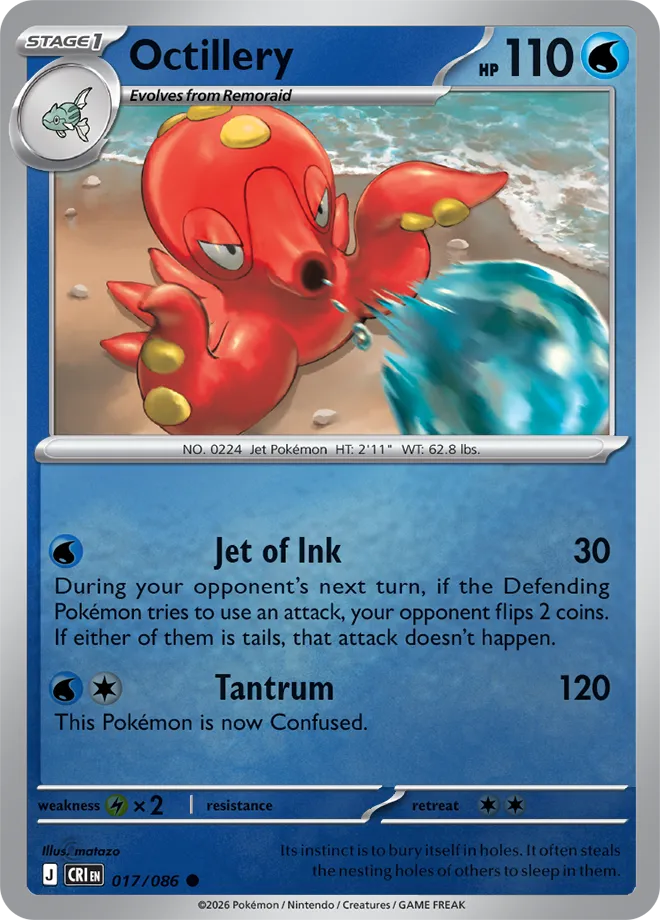 STAGE1
Octillery
HP 110
Evolves from Remoraid
NO. 0224 Jet Pokémon HT: 2'11" WT: 62.8 lbs.
Jet of Ink 30
During your opponent's next turn, if the Defending
Pokémon tries to use an attack, your opponent flips 2 coins.
If either of them is tails, that attack doesn't happen.
Tantrum 120
This Pokémon is now Confused.
weakness ×2 resistance retreat
Illus. matazo
Its instinct is to bury itself in holes. It often steals
the nesting holes of others to sleep in them.
J CRI EN 017/086
©2026 Pokémon / Nintendo / Creatures / GAME FREAK